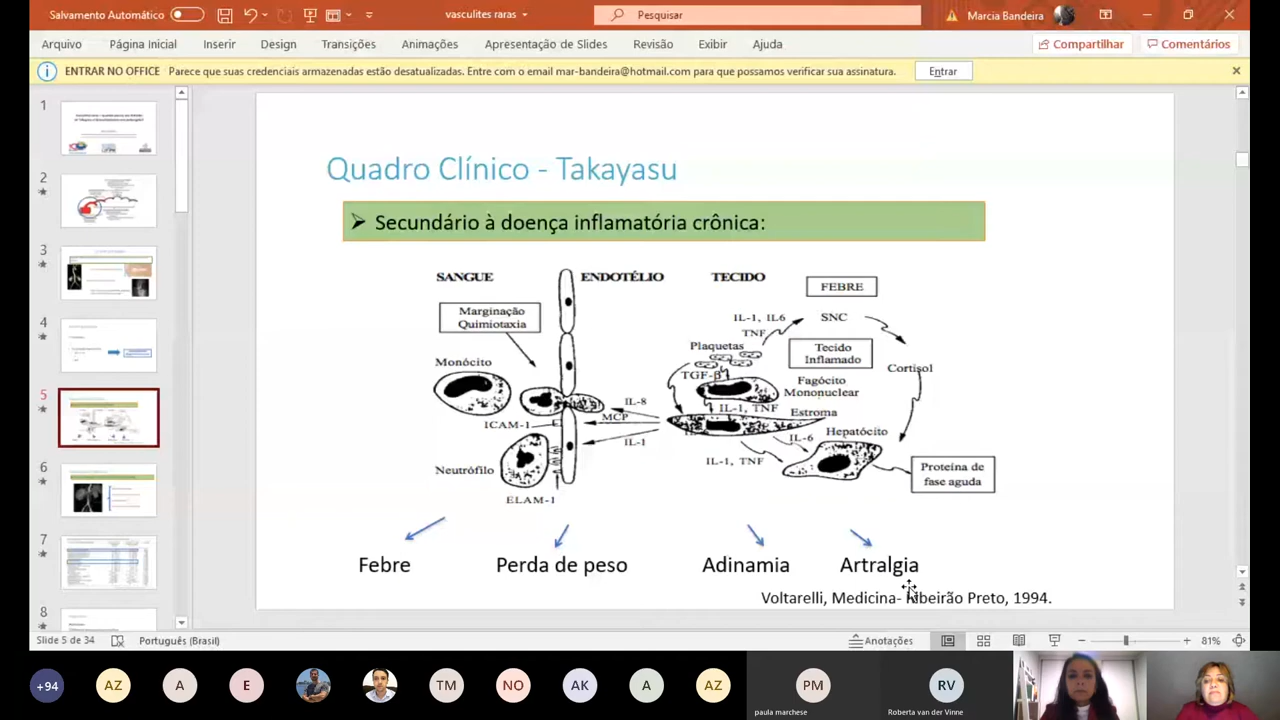 Salvamento Automático
vasculites raras
Pesquisar
Marcia Bandeira
Arquivo
Página Inicial
Inserir
Design
Transições
Animações
Apresentação de Slides
Revisão
Exibir
Ajuda
Compartilhar
Comentários
ENTRAR NO OFFICE
Parece que suas credenciais armazenadas estão desatualizadas. Entre com o email mar-bandeira@hotmail.com para que possamos verificar sua assinatura.
Entrar
1
2
3
4
5
6
7
8
Quadro Clínico - Takayasu
Secundário à doença inflamatória crônica:
SANGUE
ENDOTÉLIO
TECIDO
FEBRE
Marginação
Quimiotaxia
IL-1, IL6
TNF
SNC
Plaquetas
Tecido
Inflamado
Monócito
TGF-β
Fagócito
Mononuclear
Cortisol
IL-8
IL-1, TNF
MCP
Estroma
ICAM-1
IL-1
IL-6
Hepatócito
Neutrófilo
IL-1, TNF
Proteína de
fase aguda
ELAM-1
Febre
Perda de peso
Adinamia
Artralgia
Voltarelli, Medicina- Ribeirão Preto, 1994.
Slide 5 de 34
Português (Brasil)
Anotações
81%
+94
AZ
A
E
TM
NO
AK
A
AZ
PM
paula marchese
RV
Roberta van der Vinne